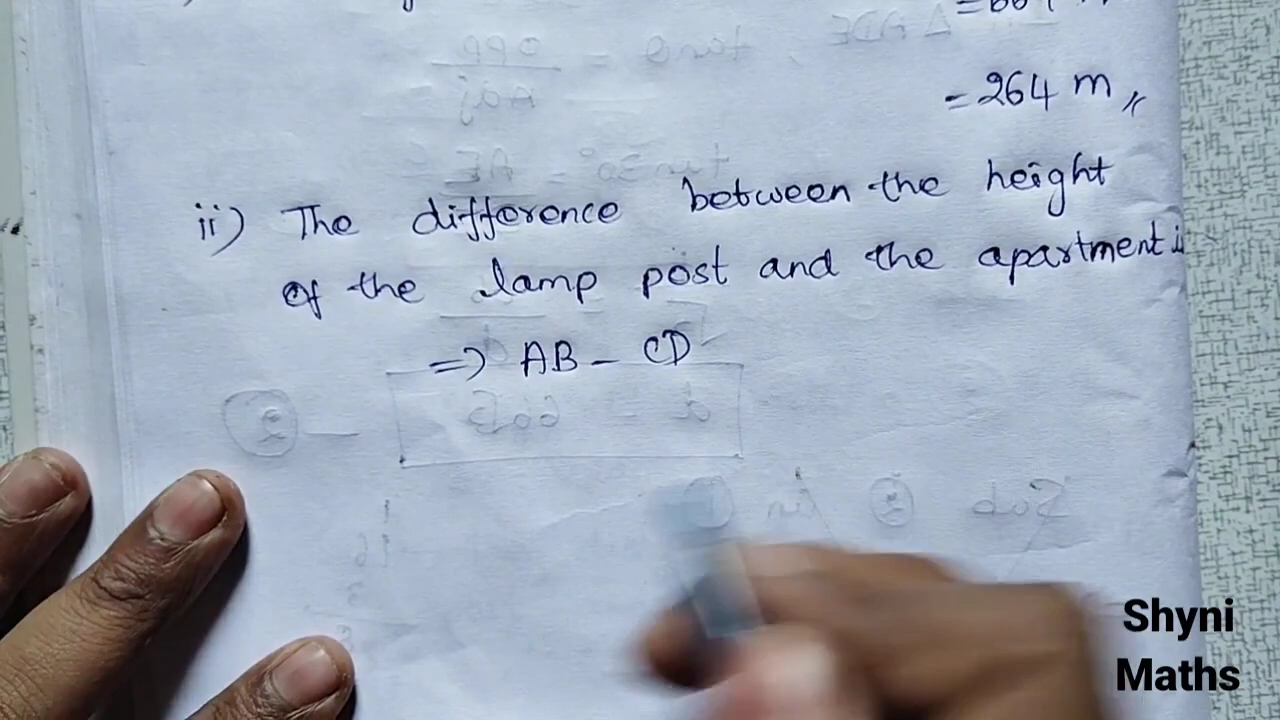 = 264 m
ii) The difference between the height
of the lamp post and the apartment is
=> AB - CD
Shyni
Maths